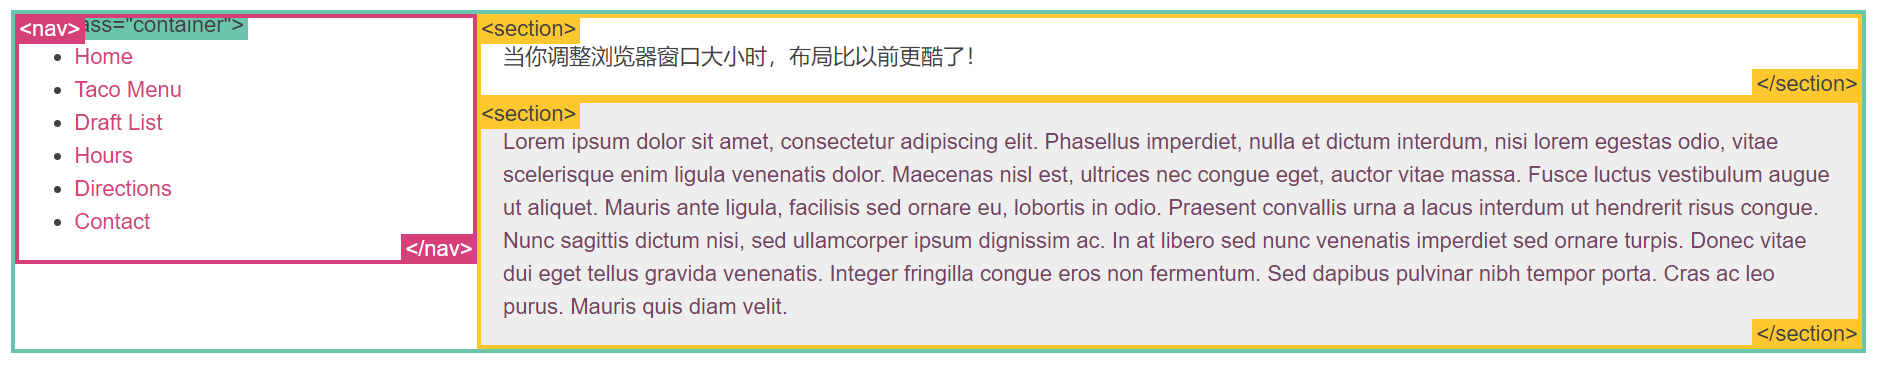 <nav>
ass="container">
Home
Taco Menu
Draft List
Hours
Directions
Contact
</nav>
<section>
当你调整浏览器窗口大小时，布局比以前更酷了！
</section>
<section>
Lorem ipsum dolor sit amet, consectetur adipiscing elit. Phasellus imperdiet, nulla et dictum interdum, nisi lorem egestas odio, vitae
scelerisque enim ligula venenatis dolor. Maecenas nisl est, ultrices nec congue eget, auctor vitae massa. Fusce luctus vestibulum augue
ut aliquet. Mauris ante ligula, facilisis sed ornare eu, lobortis in odio. Praesent convallis urna a lacus interdum ut hendrerit risus congue.
Nunc sagittis dictum nisi, sed ullamcorper ipsum dignissim ac. In at libero sed nunc venenatis imperdiet sed ornare turpis. Donec vitae
dui eget tellus gravida venenatis. Integer fringilla congue eros non fermentum. Sed dapibus pulvinar nibh tempor porta. Cras ac leo
purus. Mauris quis diam velit.
</section>